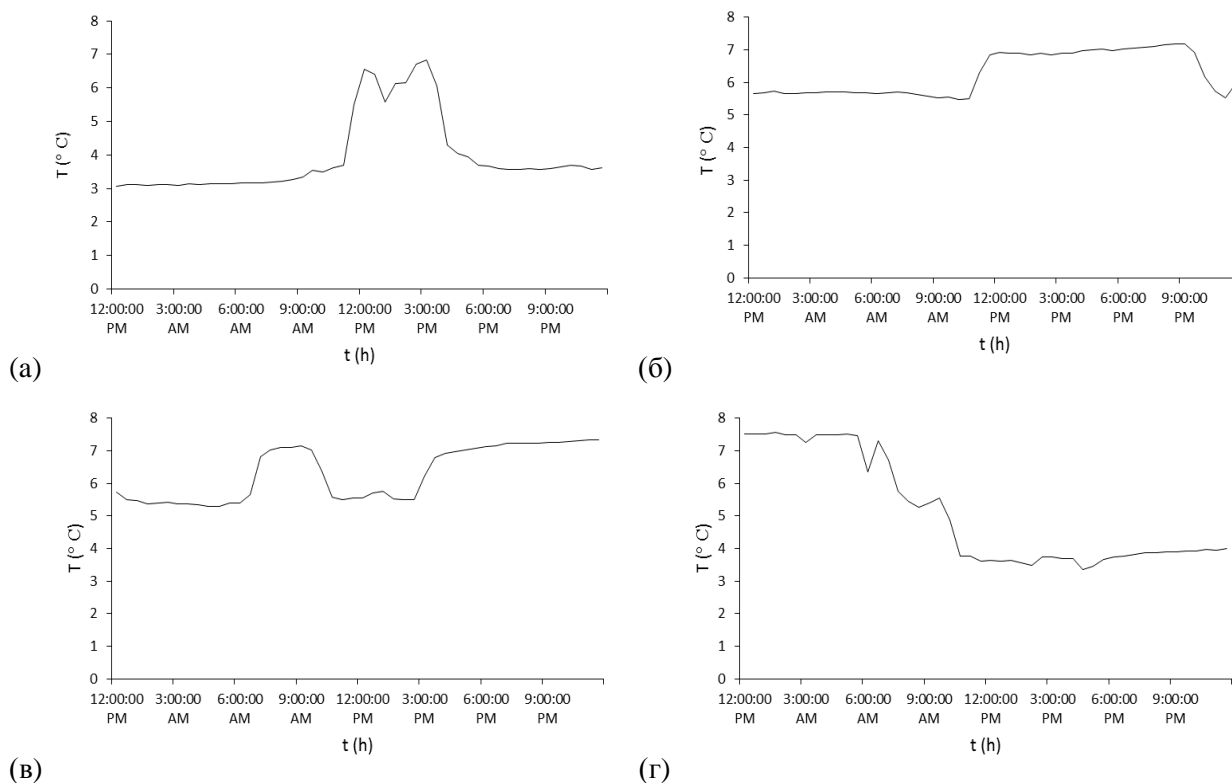 8
7
6
5
4
3
2
1
0
T (° C)
12:00:00 PM
3:00:00 AM
6:00:00 AM
9:00:00 AM
12:00:00 PM
3:00:00 PM
6:00:00 PM
9:00:00 PM
t (h)
(а)
8
7
6
5
4
3
2
1
0
T (° C)
12:00:00 PM
3:00:00 AM
6:00:00 AM
9:00:00 AM
12:00:00 PM
3:00:00 PM
6:00:00 PM
9:00:00 PM
t (h)
(б)
8
7
6
5
4
3
2
1
0
T (° C)
12:00:00 PM
3:00:00 AM
6:00:00 AM
9:00:00 AM
12:00:00 PM
3:00:00 PM
6:00:00 PM
9:00:00 PM
t (h)
(в)
8
7
6
5
4
3
2
1
0
T (° C)
12:00:00 PM
3:00:00 AM
6:00:00 AM
9:00:00 AM
12:00:00 PM
3:00:00 PM
6:00:00 PM
9:00:00 PM
t (h)
(г)